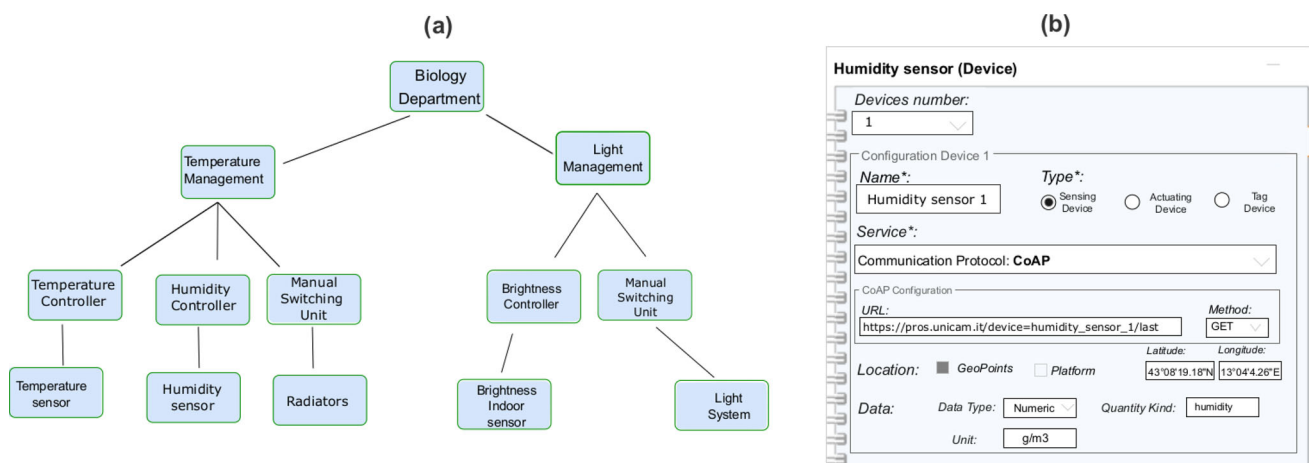 (a)
Biology
Department
Temperature
Management
Light
Management
Temperature
Controller
Humidity
Controller
Manual
Switching
Unit
Brightness
Controller
Manual
Switching
Unit
Temperature
sensor
Humidity
sensor
Radiators
Brightness
Indoor
sensor
Light
System
(b)
Humidity sensor (Device)
Devices number:
1
Configuration Device 1
Name*:
Type*:
Humidity sensor 1
Sensing
Device
Actuating
Device
Tag
Device
Service*:
Communication Protocol: CoAP
CoAP Configuration
URL:
Method:
https://pros.unicam.it/device=humidity_sensor_1/last
GET
Latitude:
Longitude:
Location:
GeoPoints
Platform
43°08'19.18"N
13°04'4.26"E
Data:
Data Type:
Numeric
Quantity Kind:
humidity
Unit:
g/m3